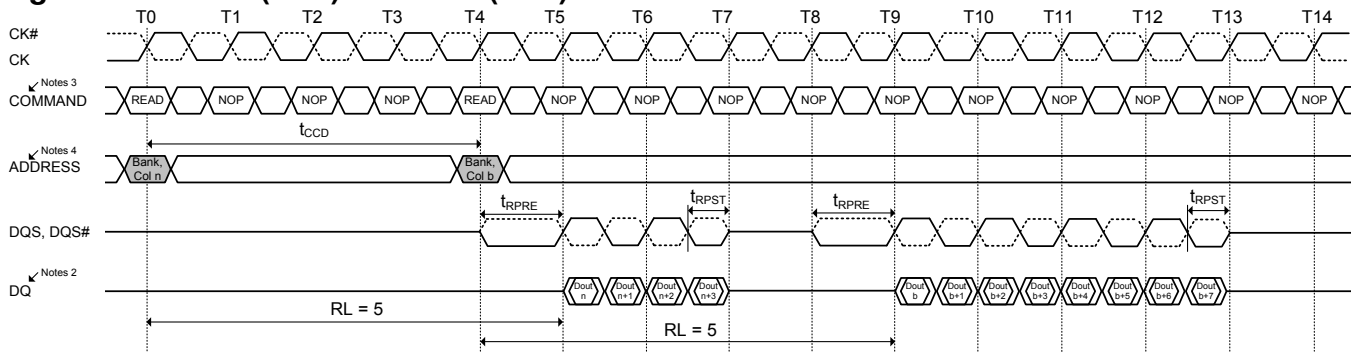 T0 T1 T2 T3 T4 T5 T6 T7 T8 T9 T10 T11 T12 T13 T14
CK#
CK
Notes 3
COMMAND READ NOP NOP NOP READ NOP NOP NOP NOP NOP NOP NOP NOP NOP NOP
tCCD
Notes 4
ADDRESS Bank, Col n Bank, Col b
tRPRE tRPST tRPRE tRPST
DQS, DQS#
Notes 2
DQ Dout n Dout n+1 Dout n+2 Dout n+3 Dout b Dout b+1 Dout b+2 Dout b+3 Dout b+4 Dout b+5 Dout b+6 Dout b+7
RL = 5
RL = 5